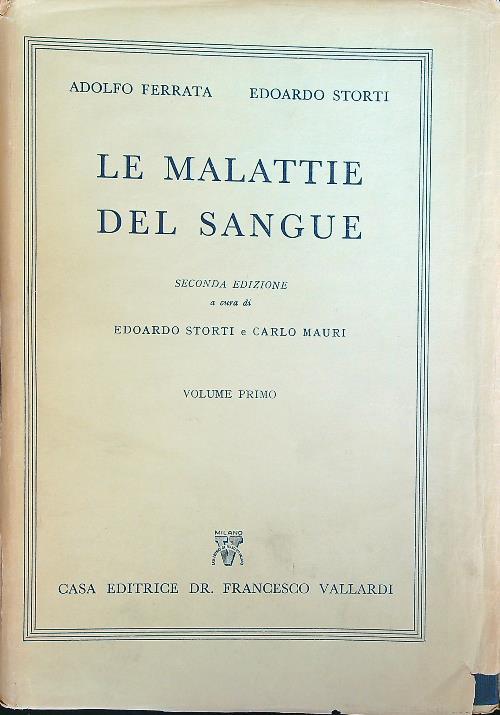 ADOLFO FERRATA EDOARDO STORTI
LE MALATTIE
DEL SANGUE
SECONDA EDIZIONE
a cura di
EDOARDO STORTI e CARLO MAURI
VOLUME PRIMO
MILANO
CASA EDITRICE DR. FRANCESCO VALLARDI